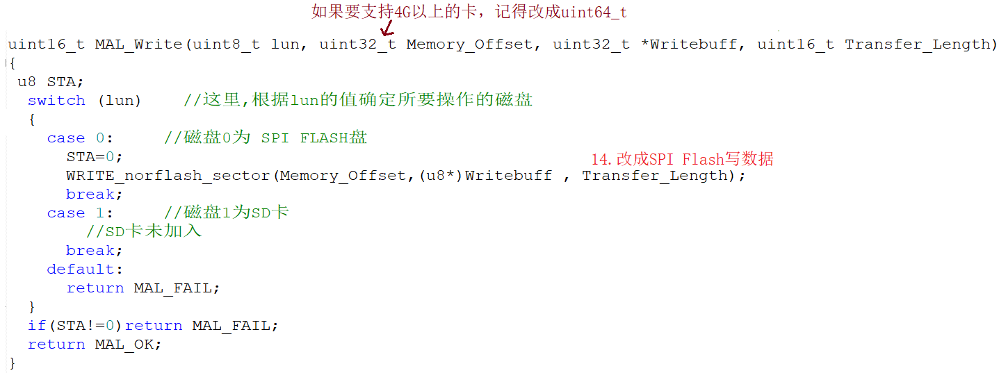 如果要支持4G以上的卡，记得改成uint64_t
uint16_t MAL_Write(uint8_t lun, uint32_t Memory_Offset, uint32_t *Writebuff, uint16_t Transfer_Length)
{
u8 STA;
switch (lun) //这里,根据lun的值确定所要操作的磁盘
{
case 0: //磁盘0为 SPI FLASH盘
STA=0;
14.改成SPI Flash写数据
WRITE_norflash_sector(Memory_Offset,(u8*)Writebuff , Transfer_Length);
break;
case 1: //磁盘1为SD卡
//SD卡未加入
break;
default:
return MAL_FAIL;
}
if(STA!=0)return MAL_FAIL;
return MAL_OK;
}